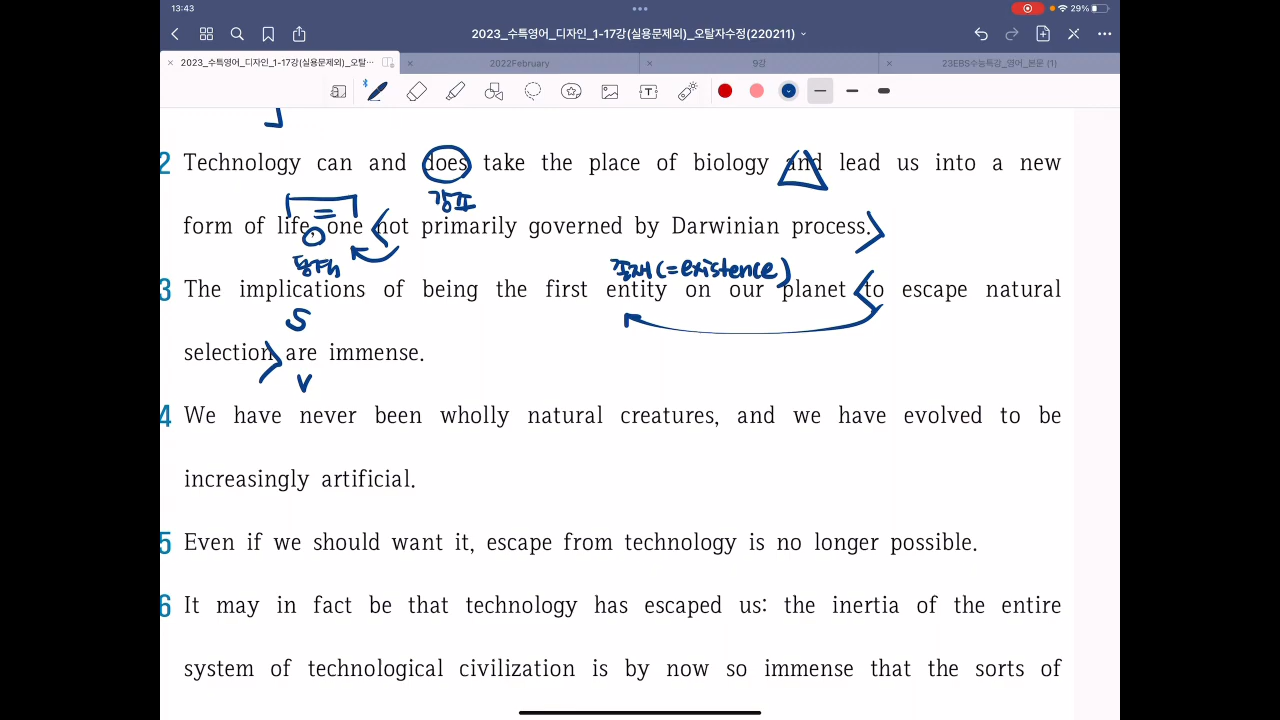 13:43
29%
2023_수특영어_디자인_1-17강(실용문제외)_오탈자수정(220211)
2023_수특영어_디자인_1-17강(실용문제외)_오탈…
2022February
9강
23EBS수능특강_영어_본문 (1)
2 Technology can and does take the place of biology and lead us into a new
강조
form of life, one not primarily governed by Darwinian process.
동격
존재(=existence)
3 The implications of being the first entity on our planet to escape natural
S
selection are immense.
V
4 We have never been wholly natural creatures, and we have evolved to be
increasingly artificial.
5 Even if we should want it, escape from technology is no longer possible.
6 It may in fact be that technology has escaped us: the inertia of the entire
system of technological civilization is by now so immense that the sorts of